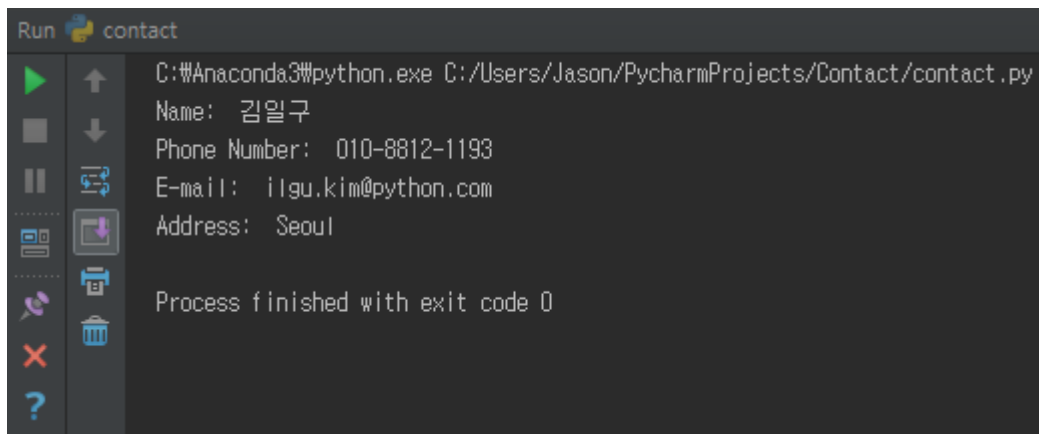 Run contact
C:₩Anaconda3₩python.exe C:/Users/Jason/PycharmProjects/Contact/contact.py
Name:  김일구
Phone Number:  010-8812-1193
E-mail:  ilgu.kim@python.com
Address:  Seoul
Process finished with exit code 0